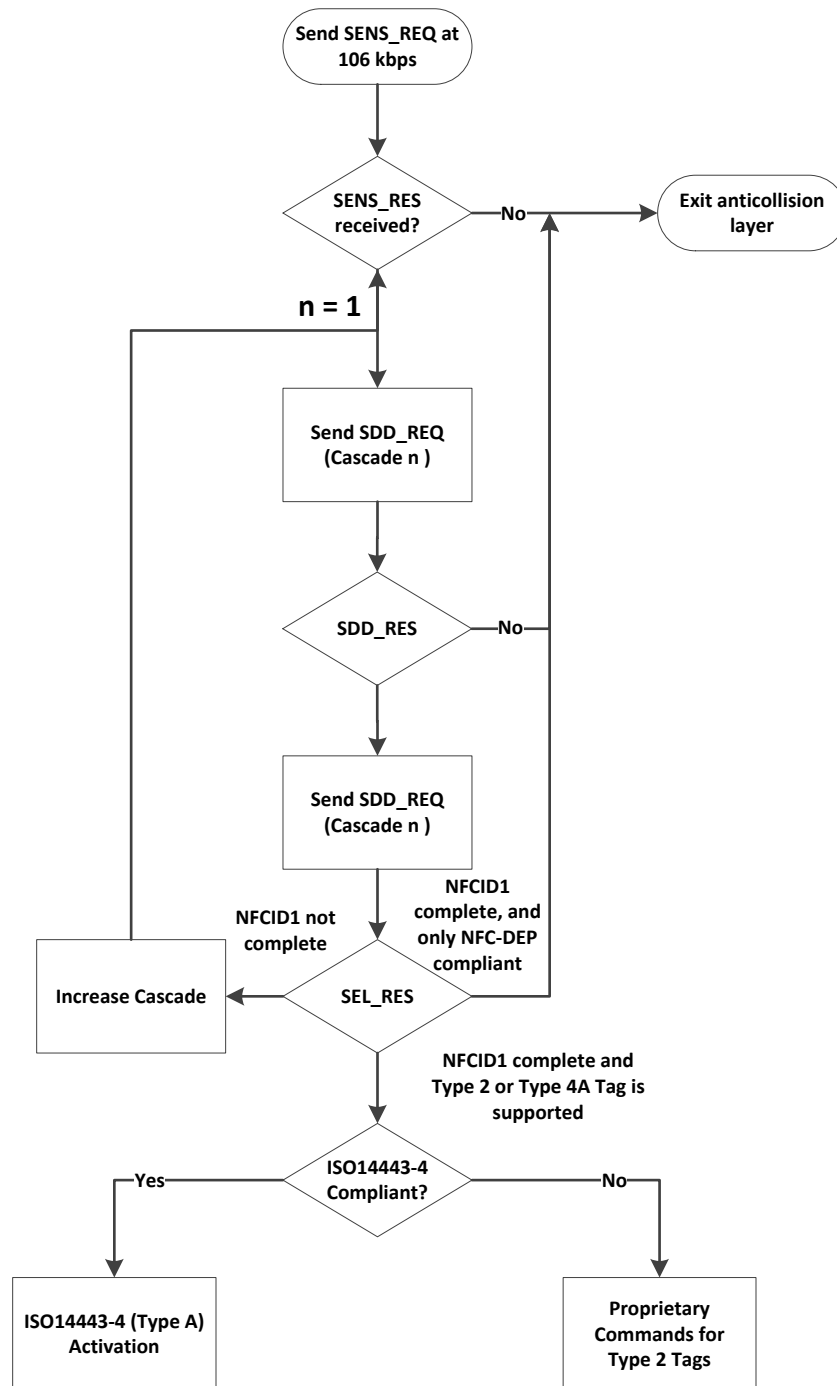 Send SENS_REQ at
106 kbps
SENS_RES
received?
No
Exit anticollision
layer
n = 1
Send SDD_REQ
(Cascade n )
SDD_RES
No
Send SDD_REQ
(Cascade n )
NFCID1 not
complete
NFCID1
complete, and
only NFC-DEP
compliant
Increase Cascade
SEL_RES
NFCID1 complete and
Type 2 or Type 4A Tag is
supported
ISO14443-4
Compliant?
Yes
No
ISO14443-4 (Type A)
Activation
Proprietary
Commands for
Type 2 Tags